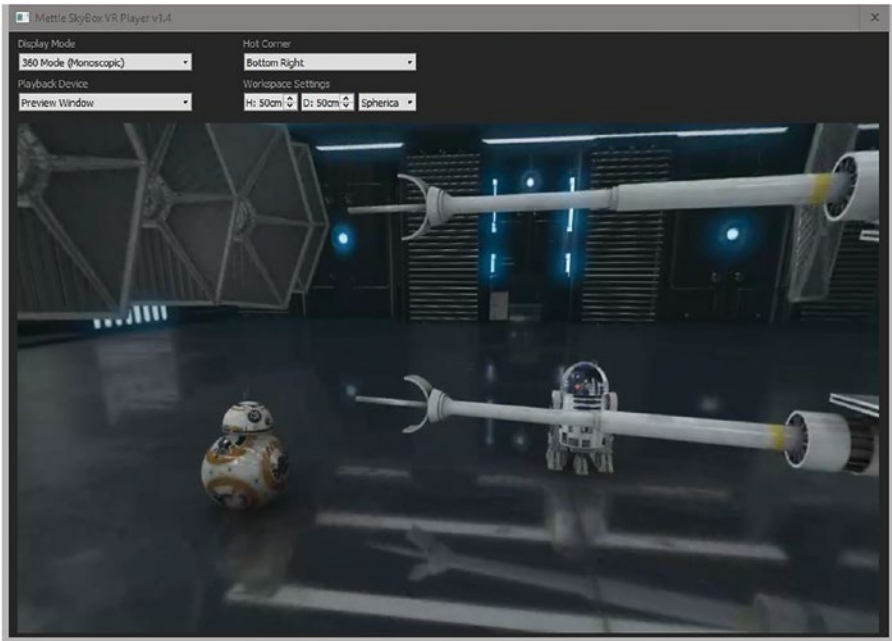 Mettle SkyBox VR Player v1.4
Display Mode
Hot Corner
360 Mode (Monoscopic)
Bottom Right
Playback Device
Workspace Settings
Preview Window
H: 50cm
D: 50cm
Spherica